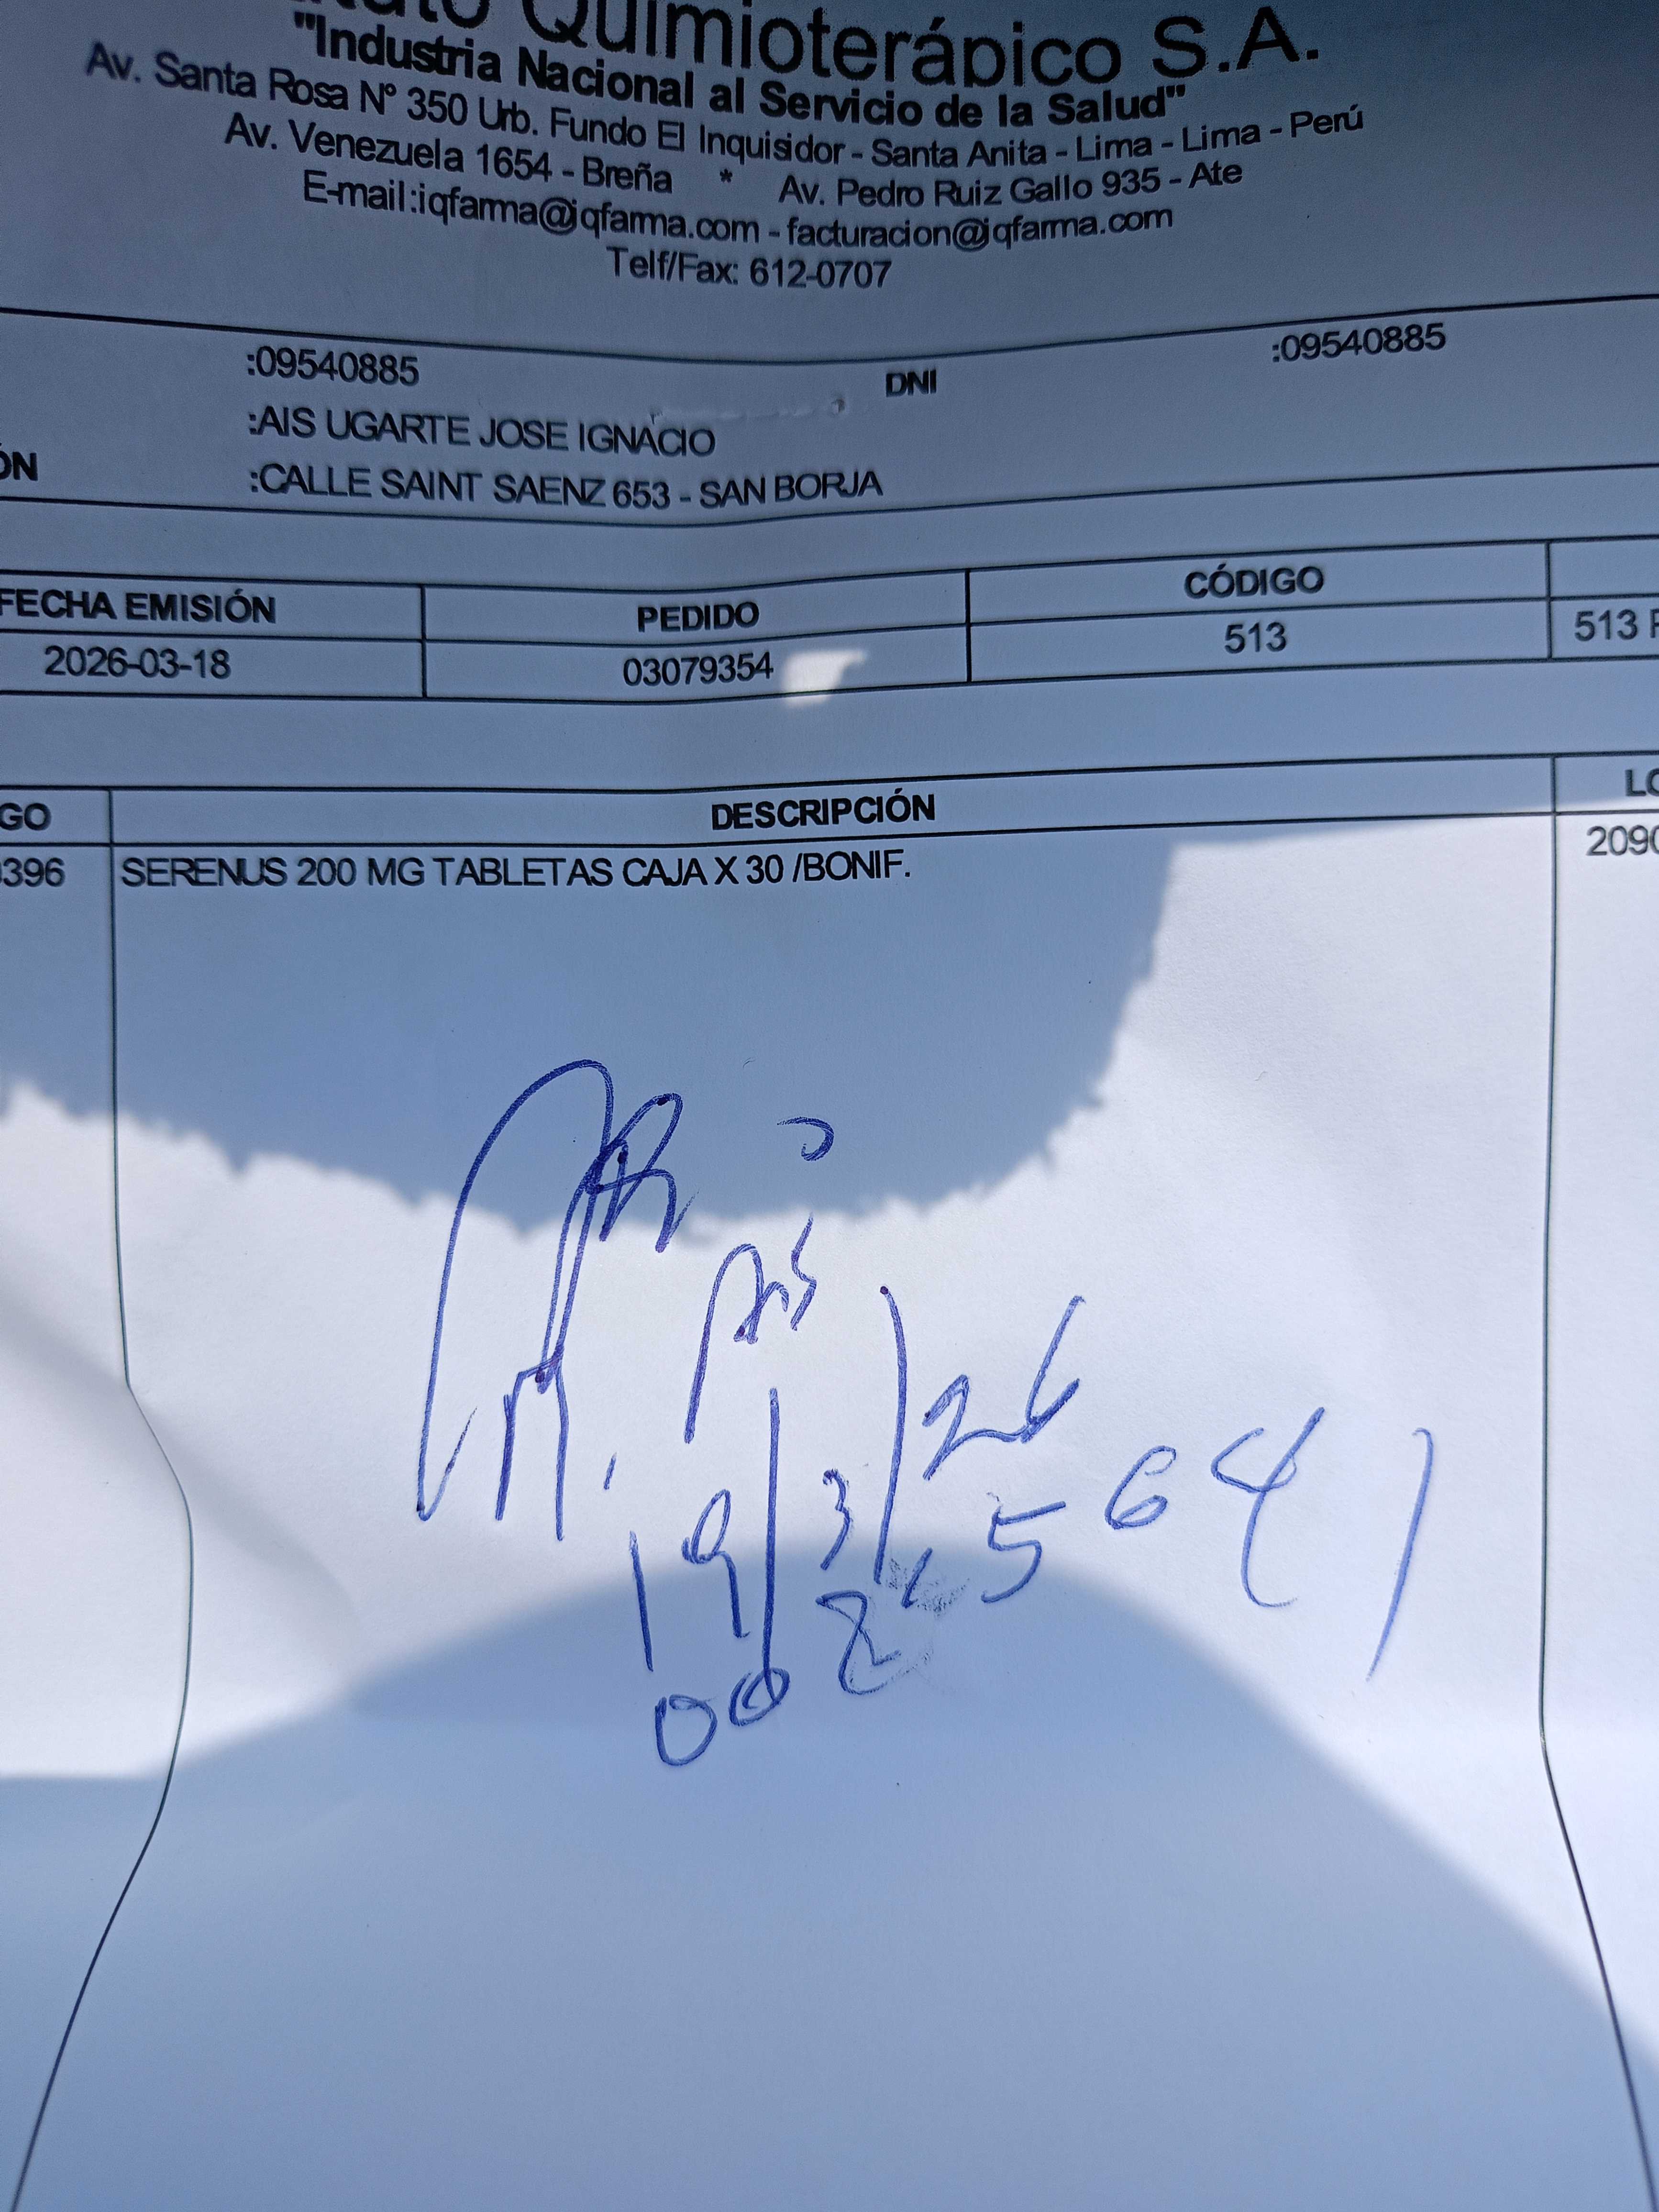 Quimioterápico S.A.
"Industria Nacional al Servicio de la Salud"
Av. Santa Rosa Nº 350 Urb. Fundo El Inquisidor - Santa Anita - Lima - Lima - Perú
Av. Venezuela 1654 - Breña * Av. Pedro Ruiz Gallo 935 - Ate
E-mail:iqfarma@iqfarma.com - facturacion@iqfarma.com
Telf/Fax: 612-0707
:09540885 DNI :09540885
:AIS UGARTE JOSE IGNACIO
ÓN :CALLE SAINT SAENZ 653 - SAN BORJA
FECHA EMISIÓN PEDIDO CÓDIGO
2026-03-18 03079354 513 513
GO DESCRIPCIÓN LO
396 SERENUS 200 MG TABLETAS CAJA X 30 /BONIF. 2090
Ais
19/3/26
5641